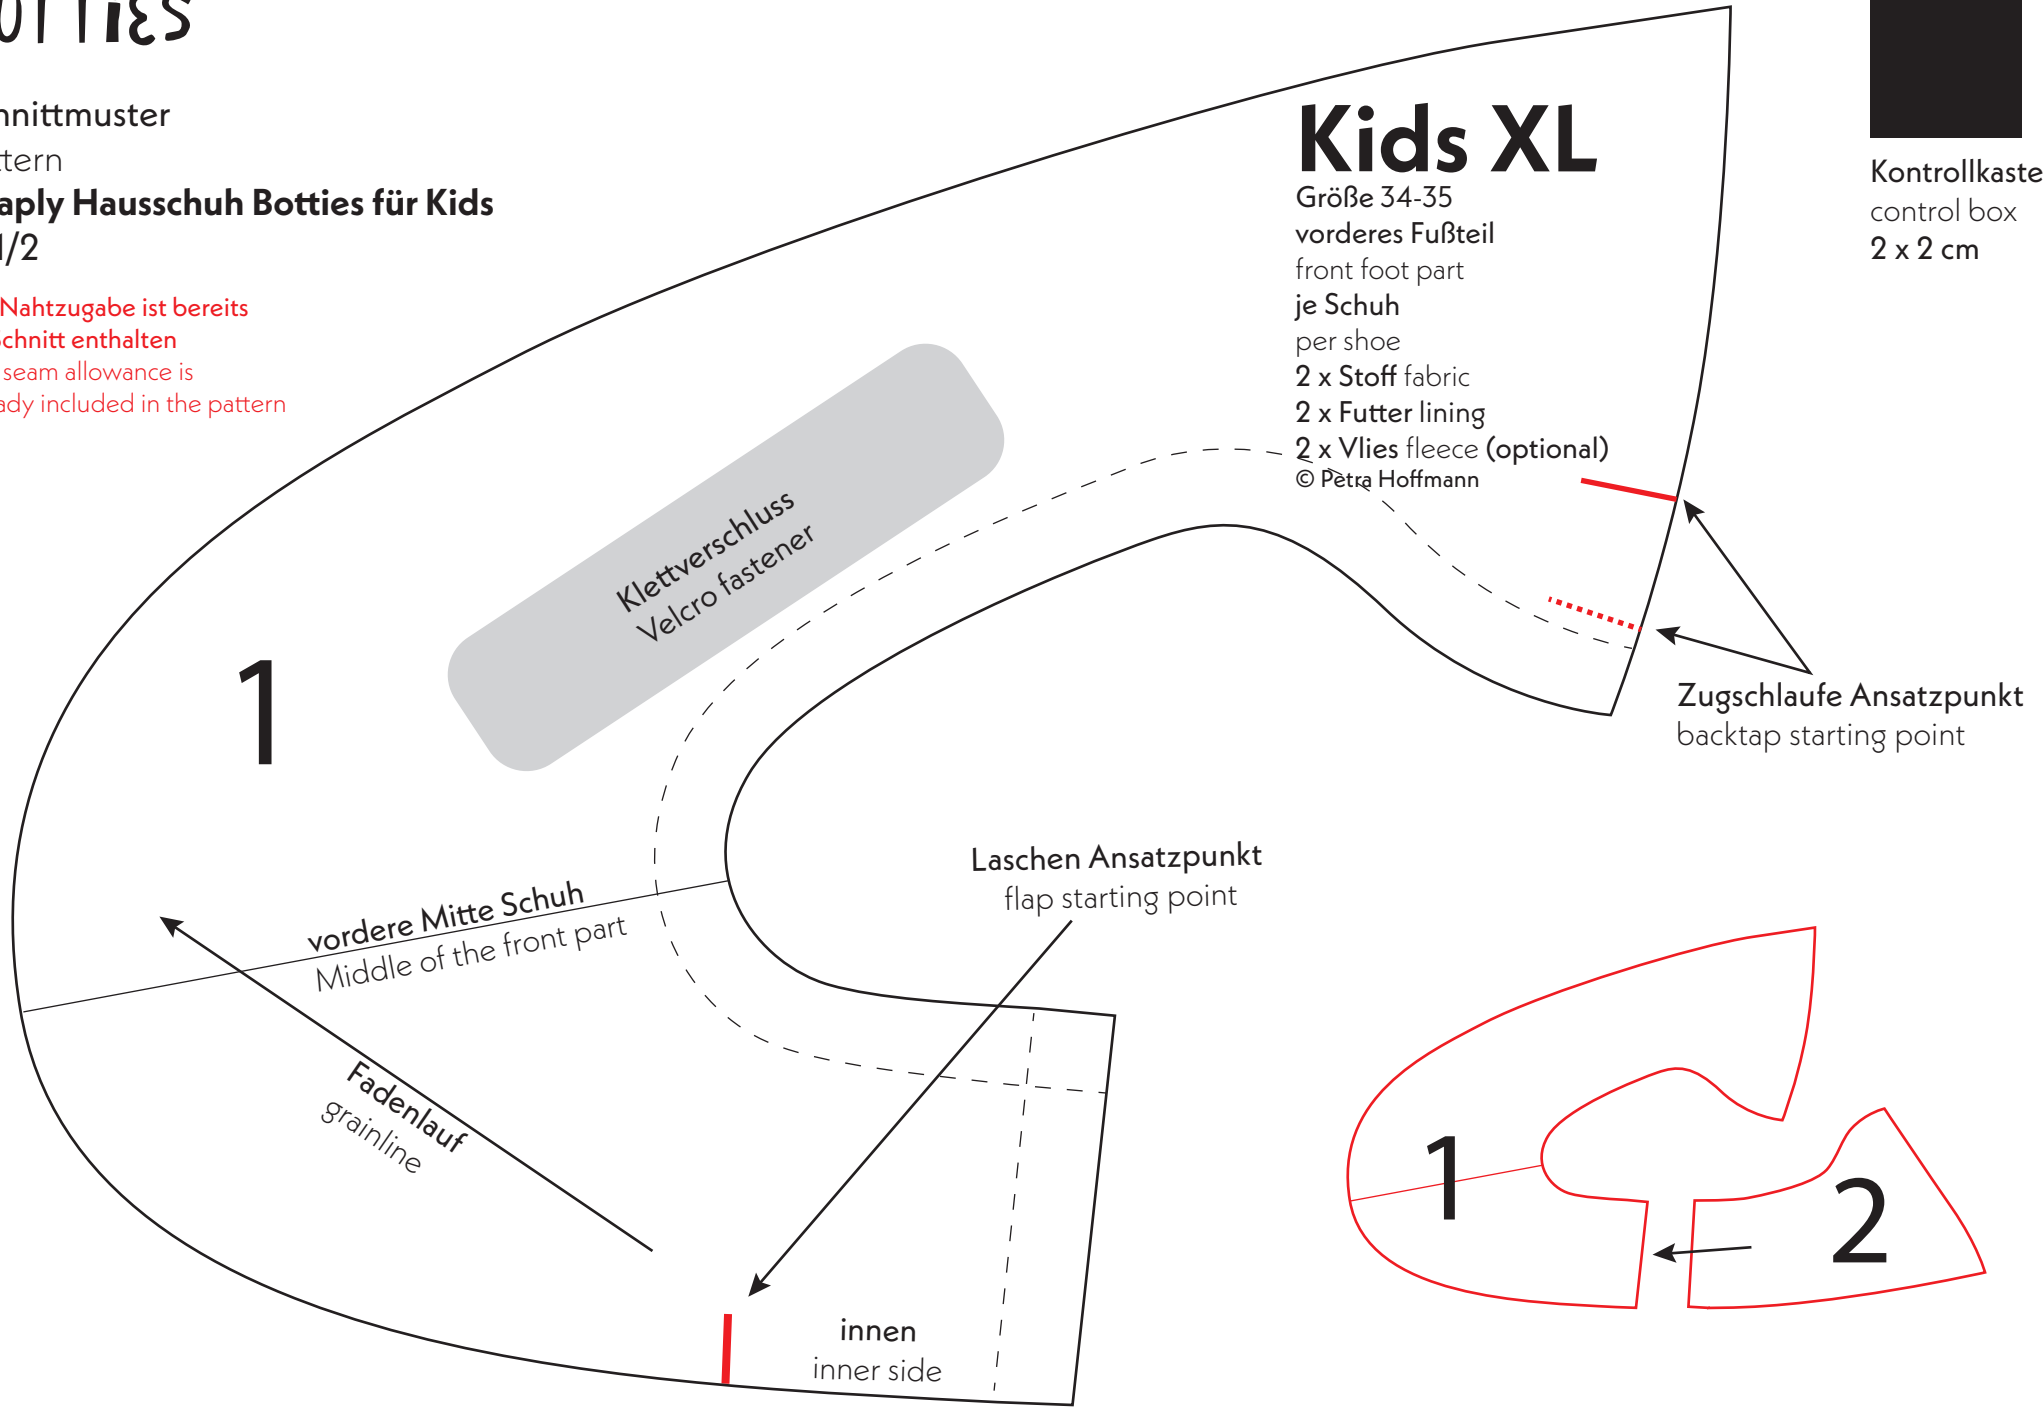 OTTIES
hnittmuster
tern
aply Hausschuh Botties für Kids
1/2
Nahtzugabe ist bereits
Schnitt enthalten
seam allowance is
ady included in the pattern
Kids XL
Größe 34-35
vorderes Fußteil
front foot part
je Schuh
per shoe
2 x Stoff fabric
2 x Futter lining
2 x Vlies fleece (optional)
© Petra Hoffmann
Kontrollkaste
control box
2 x 2 cm
Klettverschluss
Velcro fastener
1
Zugschlaufe Ansatzpunkt
backtap starting point
Laschen Ansatzpunkt
flap starting point
vordere Mitte Schuh
Middle of the front part
Fadenlauf
grainline
innen
inner side
1
2